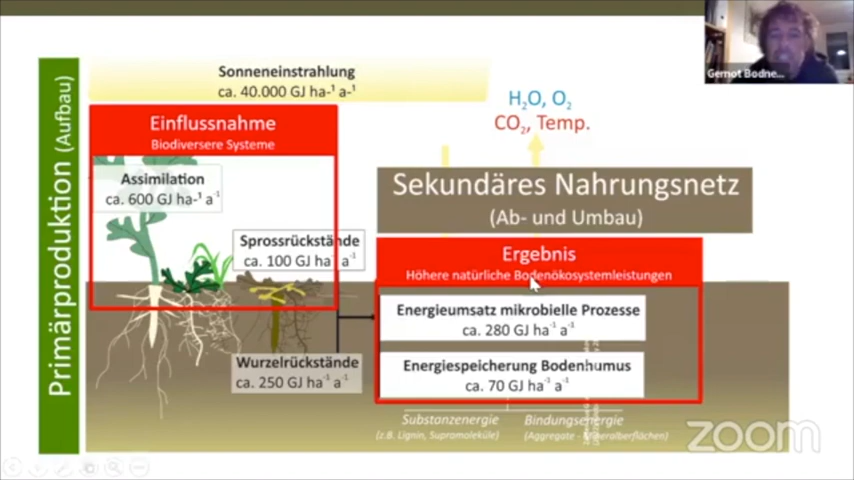 Gernot Bodne...
Primärproduktion (Aufbau)
Sonneneinstrahlung
ca. 40.000 GJ ha-¹ a-¹
Einflussnahme
Biodiversere Systeme
Assimilation
ca. 600 GJ ha-¹ a⁻¹
Sprossrückstände
ca. 100 GJ ha⁻¹ a⁻¹
Wurzelrückstände
ca. 250 GJ ha⁻¹ a⁻¹
H₂O, O₂
CO₂, Temp.
Sekundäres Nahrungsnetz
(Ab- und Umbau)
Ergebnis
Höhere natürliche Bodenökosystemleistungen
Energieumsatz mikrobielle Prozesse
ca. 280 GJ ha⁻¹ a⁻¹
Energiespeicherung Bodenhumus
ca. 70 GJ ha⁻¹ a⁻¹
Substanzenergie
(z.B. Lignin, Supramoleküle)
Bindungsenergie
(Aggregate - Mineralberflächen)
zoom